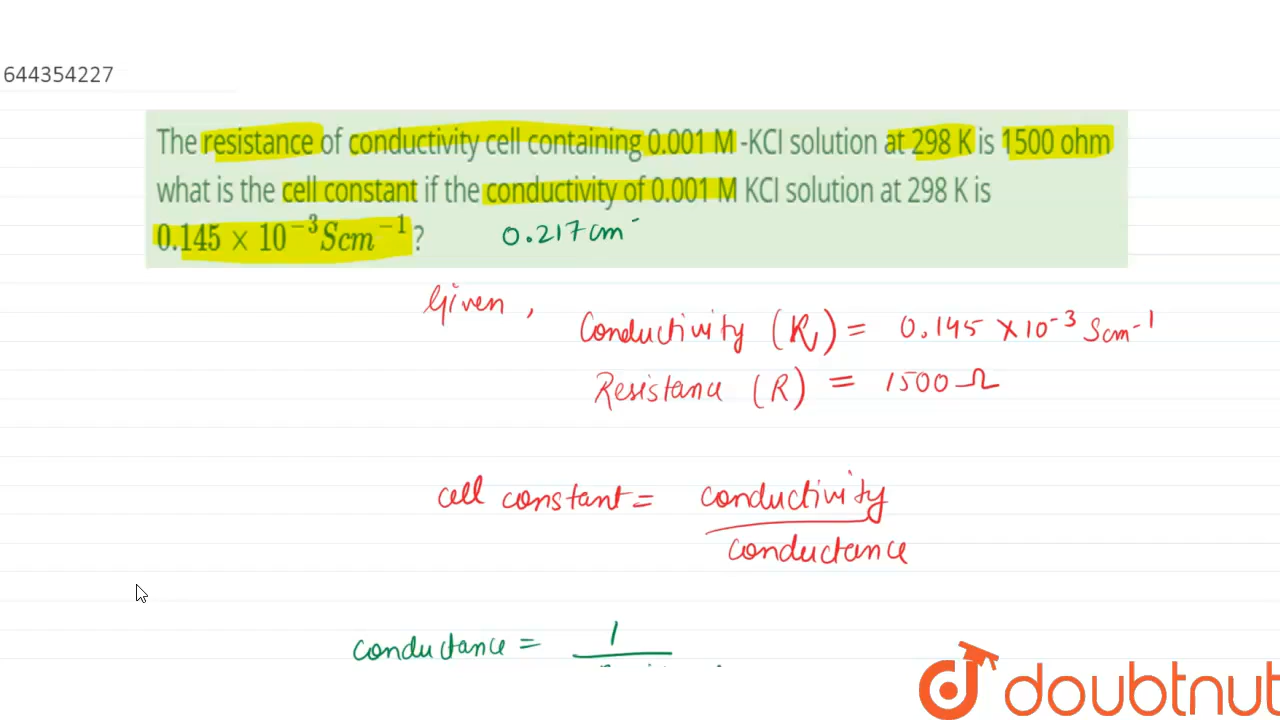 644354227
The resistance of conductivity cell containing 0.001 M -KCl solution at 298 K is 1500 ohm
what is the cell constant if the conductivity of 0.001 M KCl solution at 298 K is
0.145 × 10⁻³ Scm⁻¹ ? 0.217 cm⁻
Given ,
Conductivity (K) = 0.145 × 10⁻³ Scm⁻¹
Resistance (R) = 1500 Ω
cell constant = conductivity
conductance
conductance = 1
doubtnut